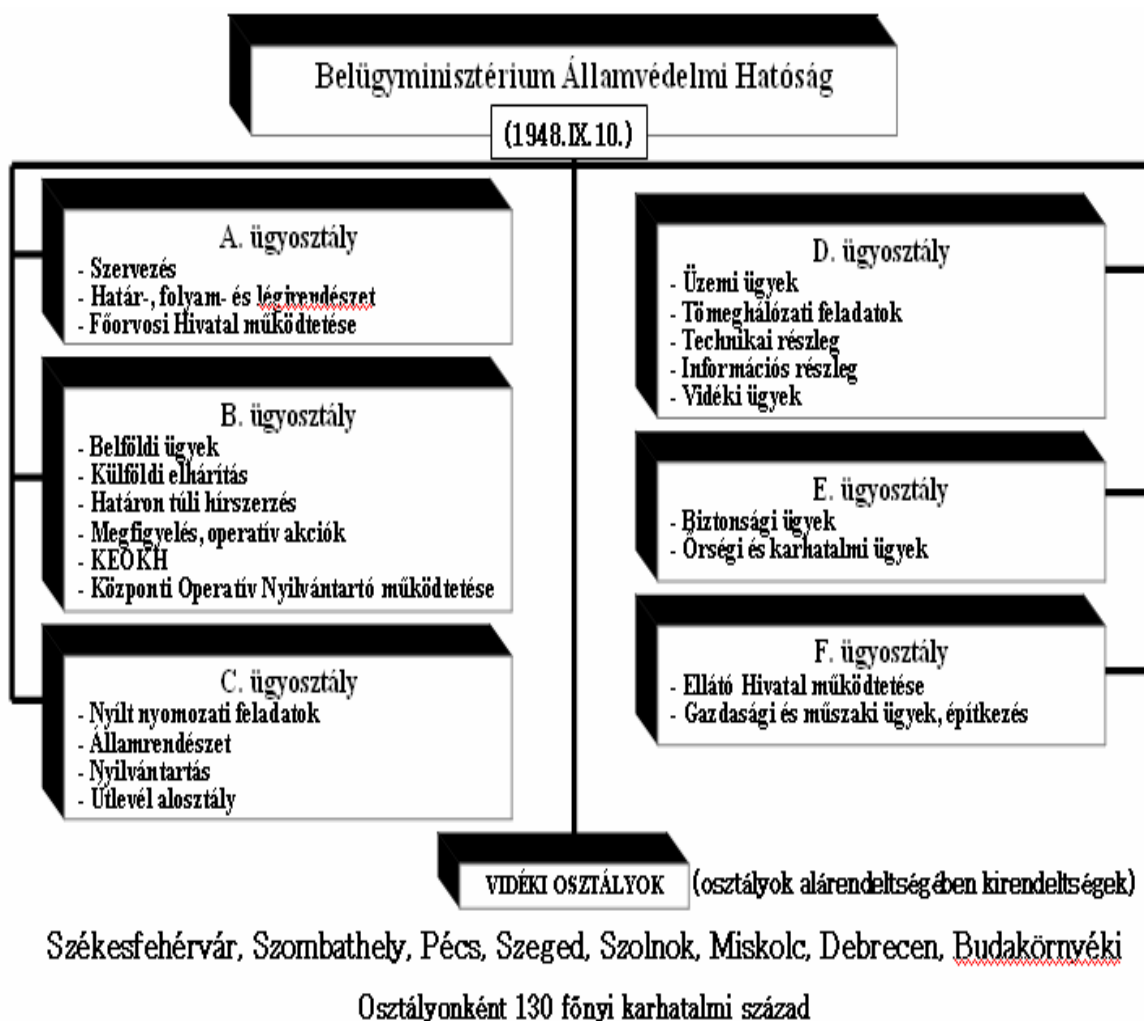 Belügyminisztérium Államvédelmi Hatóság
(1948.IX.10.)
A. ügyosztály
- Szervezés
- Határ-, folyam- és légirendészet
- Főorvosi Hivatal működtetése
B. ügyosztály
- Belföldi ügyek
- Külföldi elhárítás
- Határon túli hírszerzés
- Megfigyelés, operatív akciók
- KEOKH
- Központi Operatív Nyilvántartó működtetése
C. ügyosztály
- Nyílt nyomozati feladatok
- Államrendészet
- Nyilvántartás
- Útlevél alosztály
D. ügyosztály
- Üzemi ügyek
- Tömeghálózati feladatok
- Technikai részleg
- Információs részleg
- Vidéki ügyek
E. ügyosztály
- Biztonsági ügyek
- Őrségi és karhatalmi ügyek
F. ügyosztály
- Ellátó Hivatal működtetése
- Gazdasági és műszaki ügyek, építkezés
VIDÉKI OSZTÁLYOK (osztályok alárendeltségében kirendeltségek)
Székesfehérvár, Szombathely, Pécs, Szeged, Szolnok, Miskolc, Debrecen, Budakörnyéki
Osztályonként 130 főnyi karhatalmi század